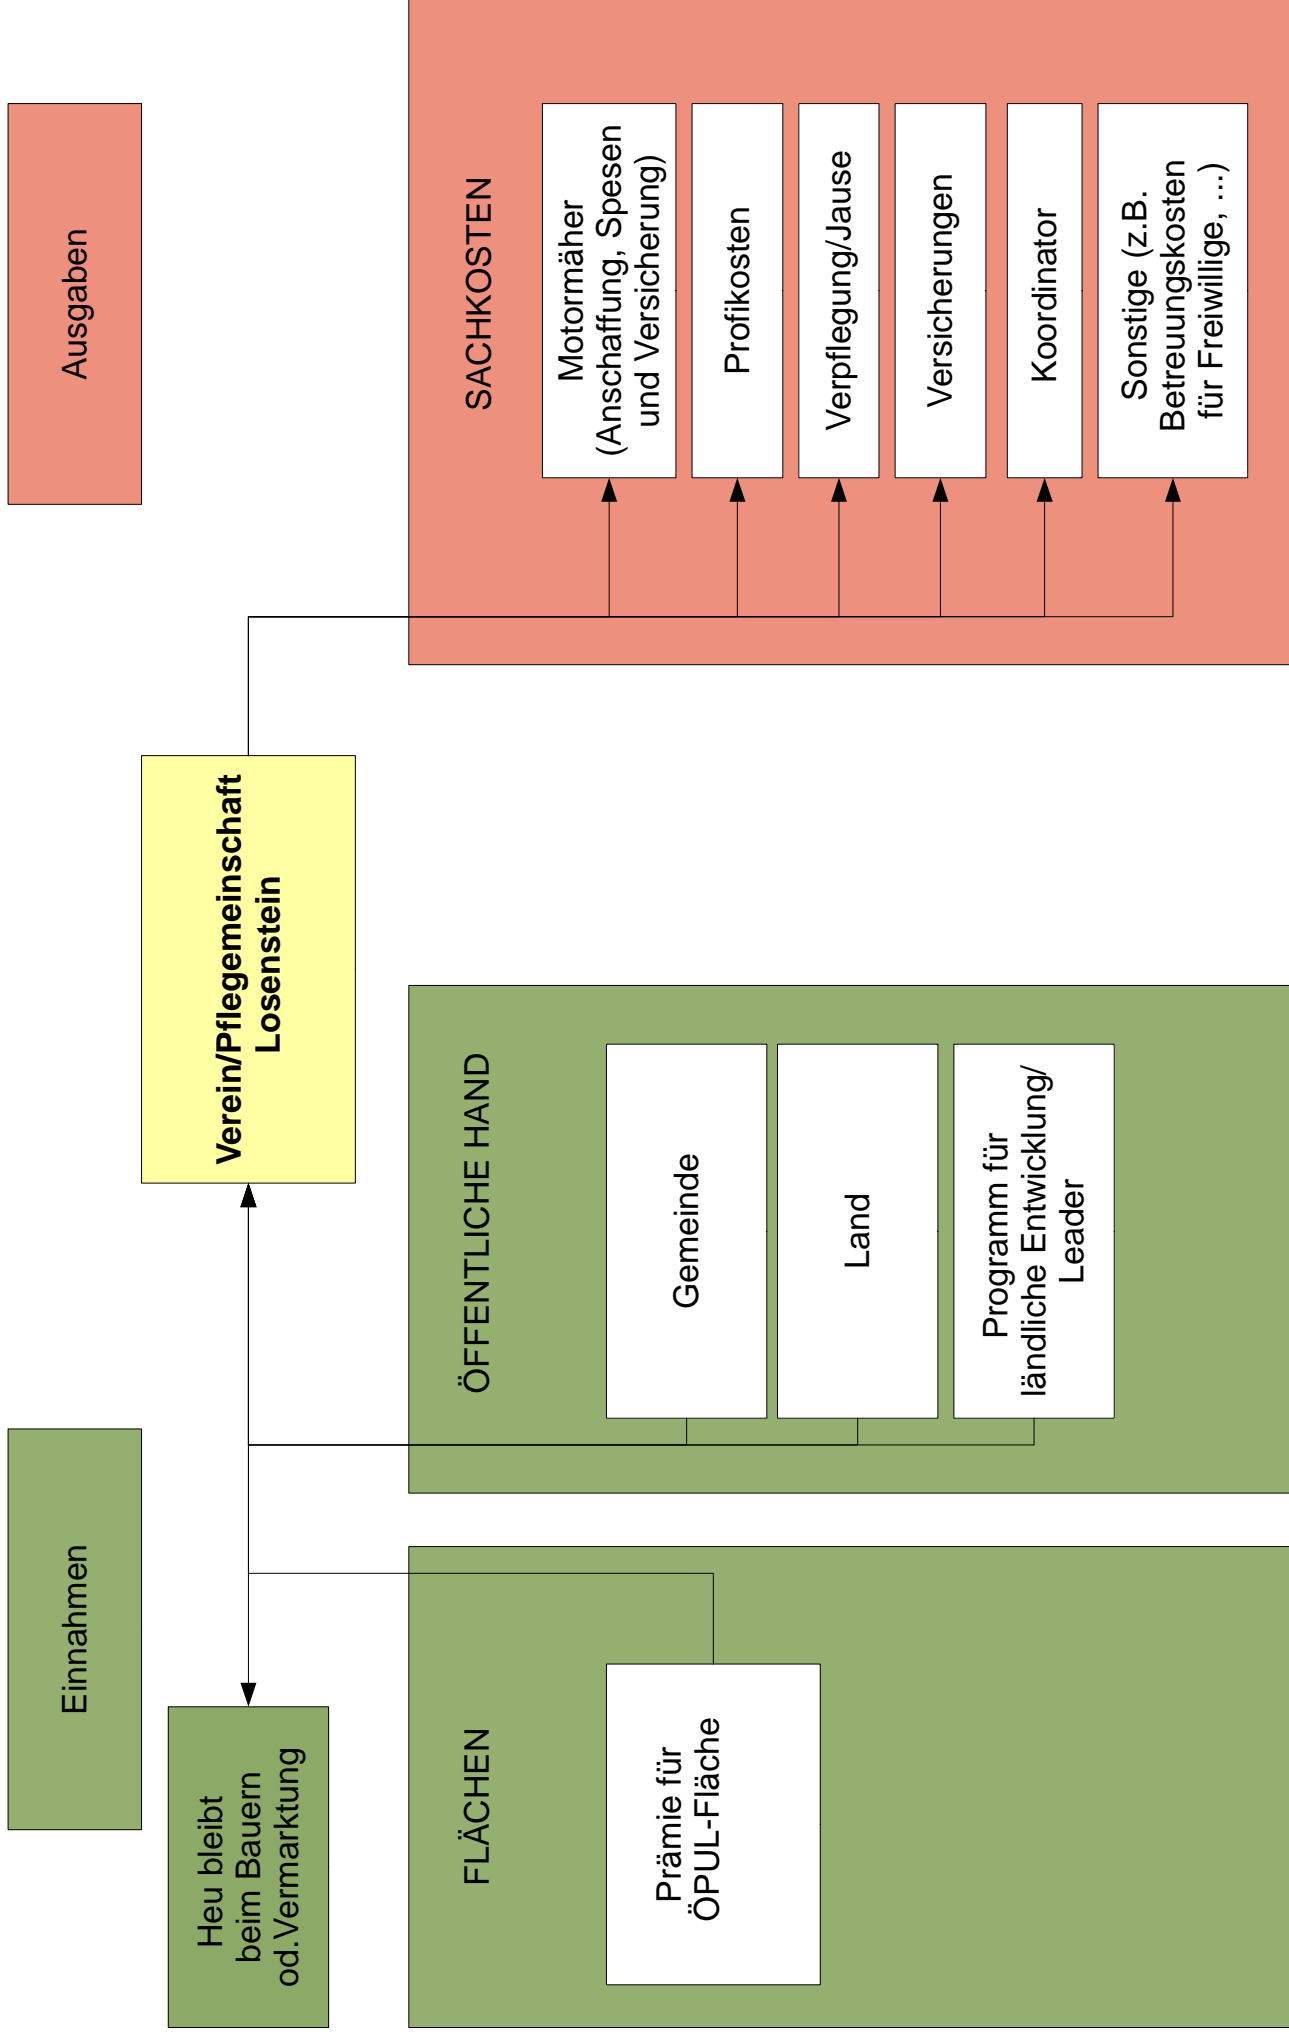 Einnahmen
Ausgaben
Heu bleibt
beim Bauern
od.Vermarktung
Verein/Pflegemeinschaft
Losenstein
FLÄCHEN
Prämie für
ÖPUL-Fläche
ÖFFENTLICHE HAND
Gemeinde
Land
Programm für
ländliche Entwicklung/
Leader
SACHKOSTEN
Motormäher
(Anschaffung, Spesen
und Versicherung)
Profikosten
Verpflegung/Jause
Versicherungen
Koordinator
Sonstige (z.B.
Betreuungskosten
für Freiwillige, ...)